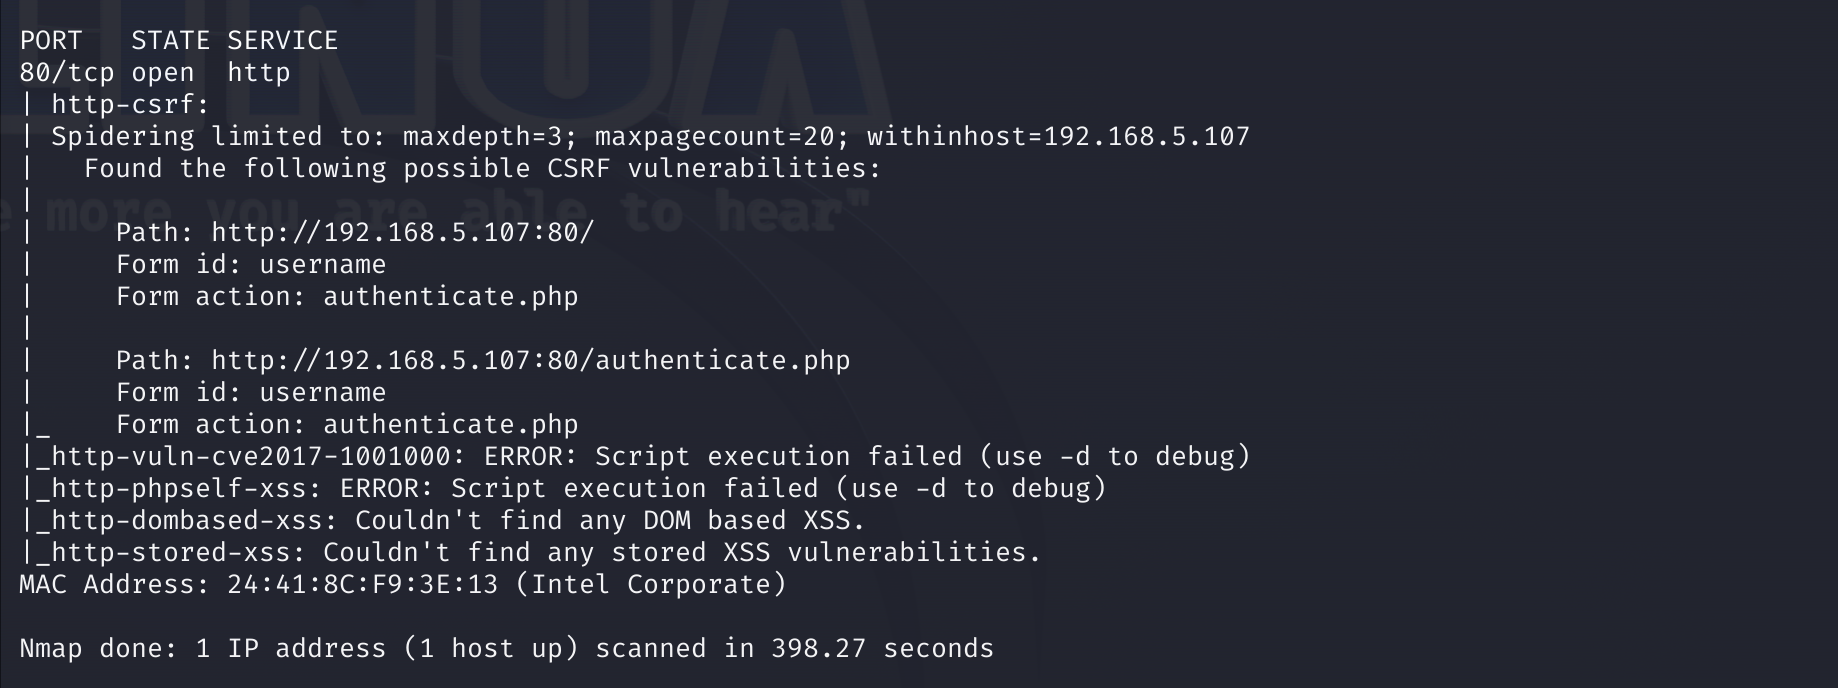 PORT   STATE SERVICE
80/tcp open  http
| http-csrf:
| Spidering limited to: maxdepth=3; maxpagecount=20; withinhost=192.168.5.107
|   Found the following possible CSRF vulnerabilities:
|
e more you are able to hear"
|     Path: http://192.168.5.107:80/
|     Form id: username
|     Form action: authenticate.php
|
|     Path: http://192.168.5.107:80/authenticate.php
|     Form id: username
|_    Form action: authenticate.php
|_http-vuln-cve2017-1001000: ERROR: Script execution failed (use -d to debug)
|_http-phpself-xss: ERROR: Script execution failed (use -d to debug)
|_http-dombased-xss: Couldn't find any DOM based XSS.
|_http-stored-xss: Couldn't find any stored XSS vulnerabilities.
MAC Address: 24:41:8C:F9:3E:13 (Intel Corporate)
Nmap done: 1 IP address (1 host up) scanned in 398.27 seconds